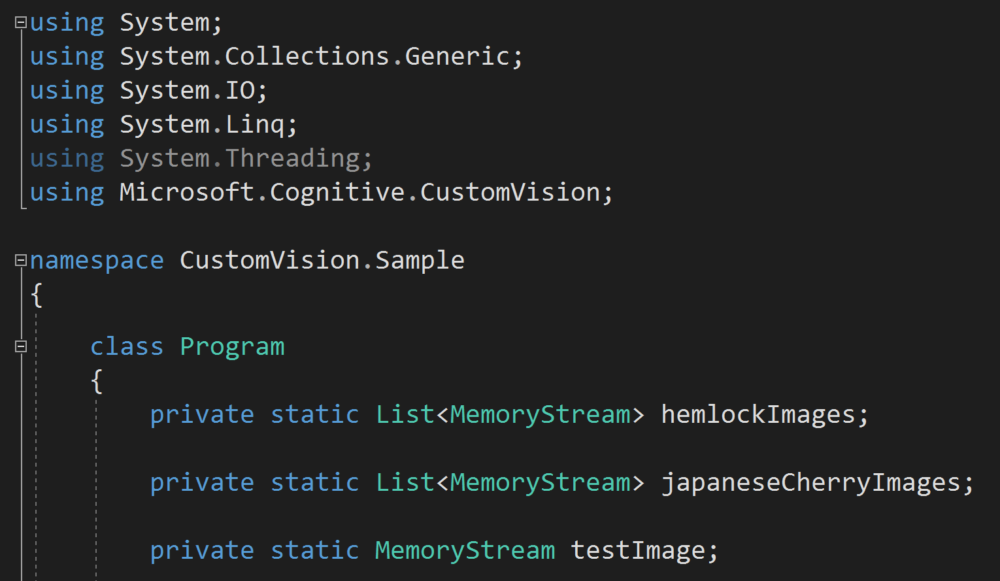 using System;
using System.Collections.Generic;
using System.IO;
using System.Linq;
using System.Threading;
using Microsoft.Cognitive.CustomVision;
namespace CustomVision.Sample
{
class Program
{
private static List<MemoryStream> hemlockImages;
private static List<MemoryStream> japaneseCherryImages;
private static MemoryStream testImage;